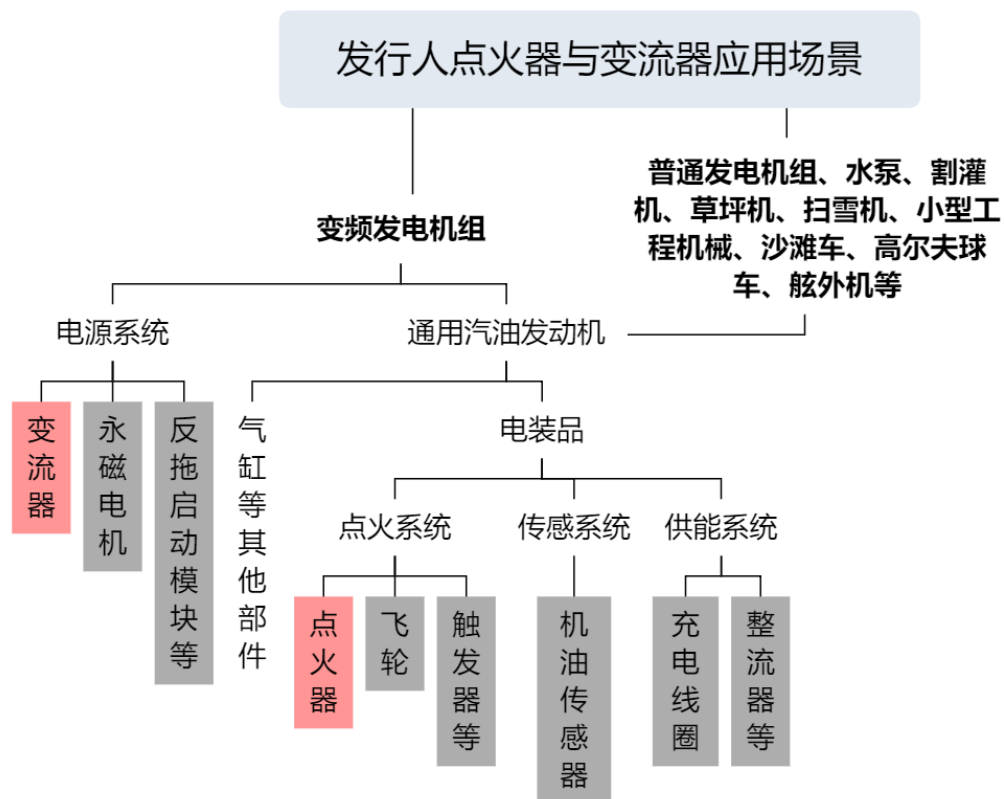 发行人点火器与变流器应用场景
普通发电机组、水泵、割灌
机、草坪机、扫雪机、小型工
程机械、沙滩车、高尔夫球
车、舷外机等
变频发电机组
电源系统
通用汽油发动机
变流器
永磁电机
反拖启动模块等
气缸等其他部件
电装品
点火系统
传感系统
供能系统
点火器
飞轮
触发器等
机油传感器
充电线圈
整流器等